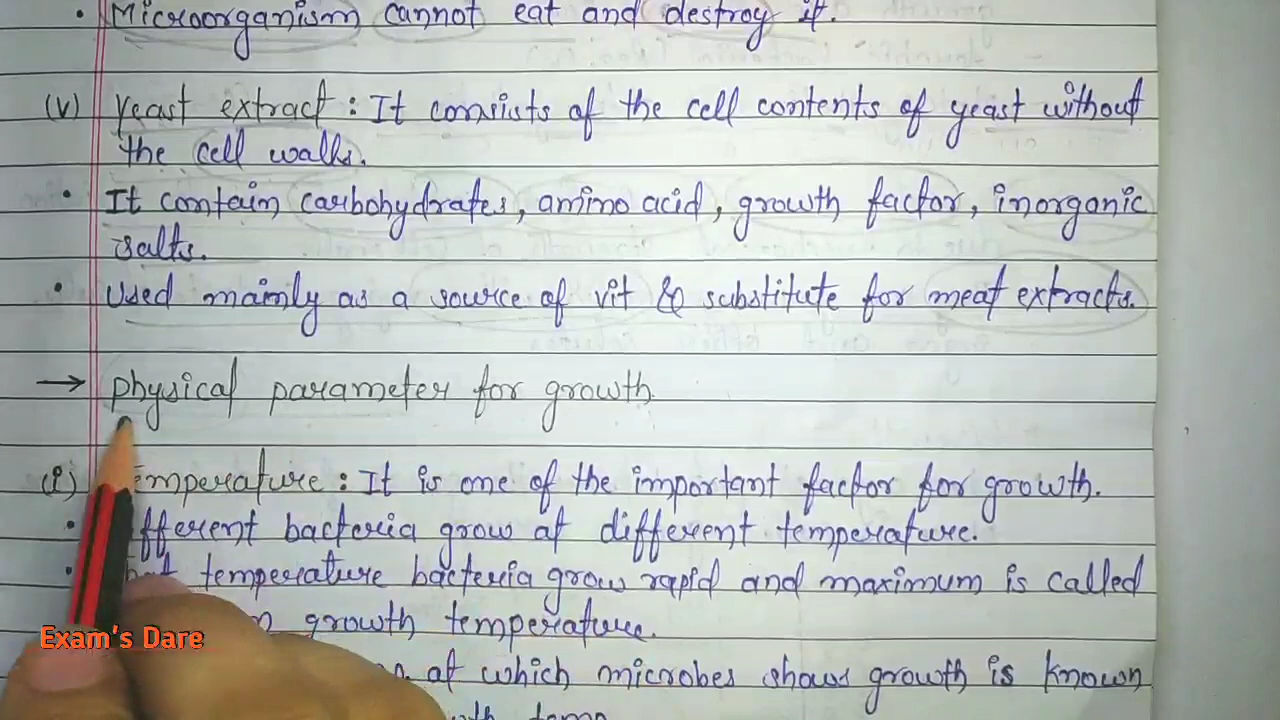 • Microorganism cannot eat and destroy it.
(v) Yeast extract : It consists of the cell contents of yeast without
the cell walls.
• It contain carbohydrates, amino acid, growth factor, inorganic
salts.
• Used mainly as a source of vit & substitute for meat extracts.
→ physical parameter for growth.
(i) emperature : It is one of the important factor for growth.
• fferent bacteria grow at different temperature.
• temperature bacteria grow rapid and maximum is called
growth temperature.
at which microbes shows growth is known
temp
Exam's Dare